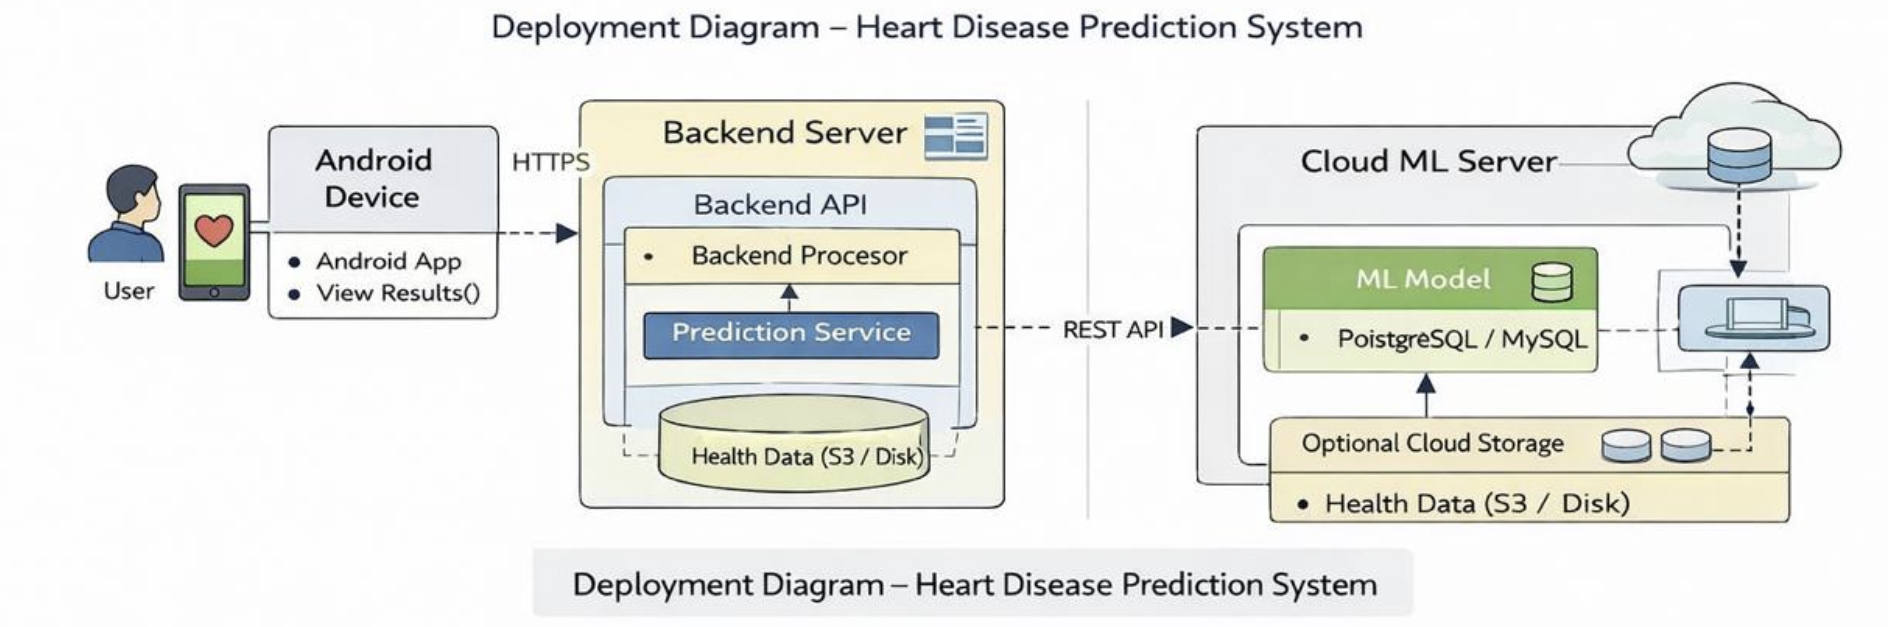 Deployment Diagram – Heart Disease Prediction System
User
Android
Device
• Android App
• View Results()
HTTPS
Backend Server
Backend API
• Backend Procesor
Prediction Service
Health Data (S3 / Disk)
REST API
Cloud ML Server
ML Model
• PoistgreSQL / MySQL
Optional Cloud Storage
• Health Data (S3 / Disk)
Deployment Diagram – Heart Disease Prediction System